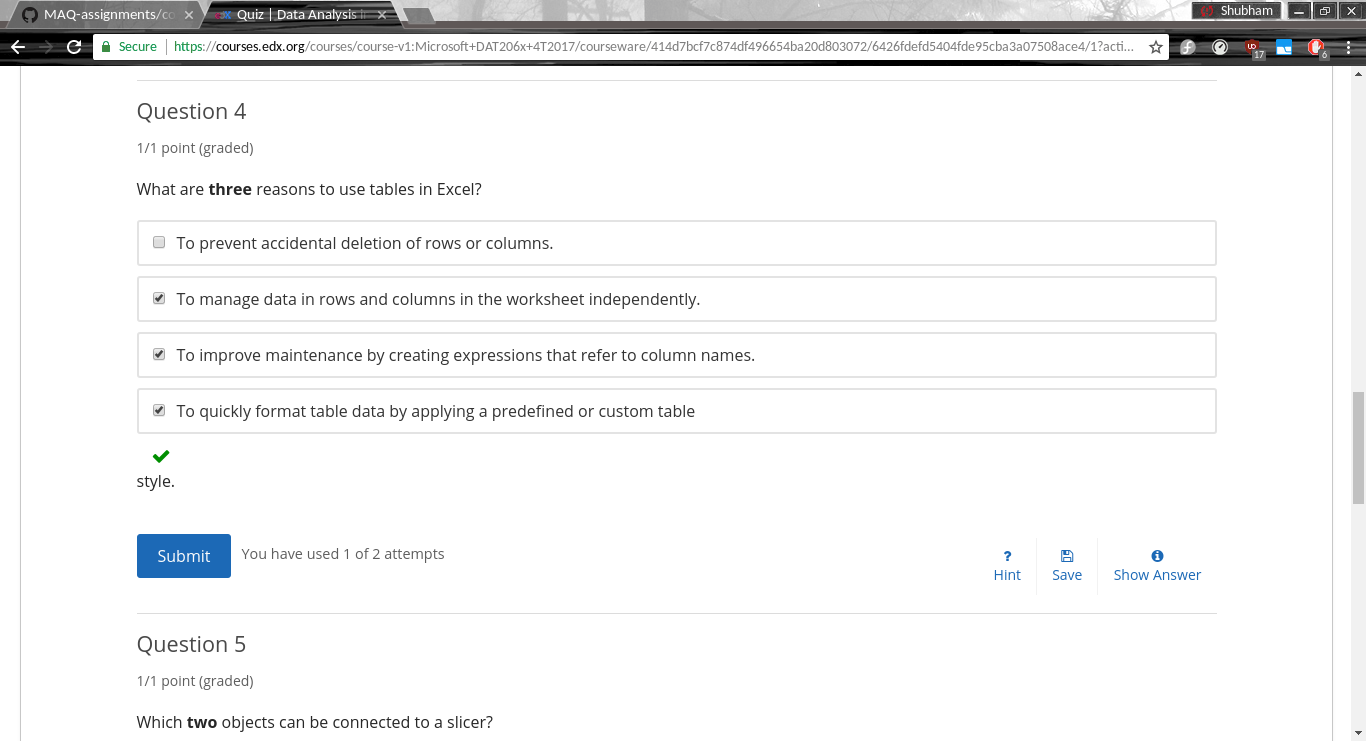 MAQ-assignments/co
Quiz | Data Analysis
Shubham
Secure
https://courses.edx.org/courses/course-v1:Microsoft+DAT206x+4T2017/courseware/414d7bcf7c874df496654ba20d803072/6426fdefd5404fde95cba3a07508ace4/1?acti...
17
6
Question 4
1/1 point (graded)
What are three reasons to use tables in Excel?
To prevent accidental deletion of rows or columns.
To manage data in rows and columns in the worksheet independently.
To improve maintenance by creating expressions that refer to column names.
To quickly format table data by applying a predefined or custom table
style.
Submit
You have used 1 of 2 attempts
? 
Hint
Save
Show Answer
Question 5
1/1 point (graded)
Which two objects can be connected to a slicer?